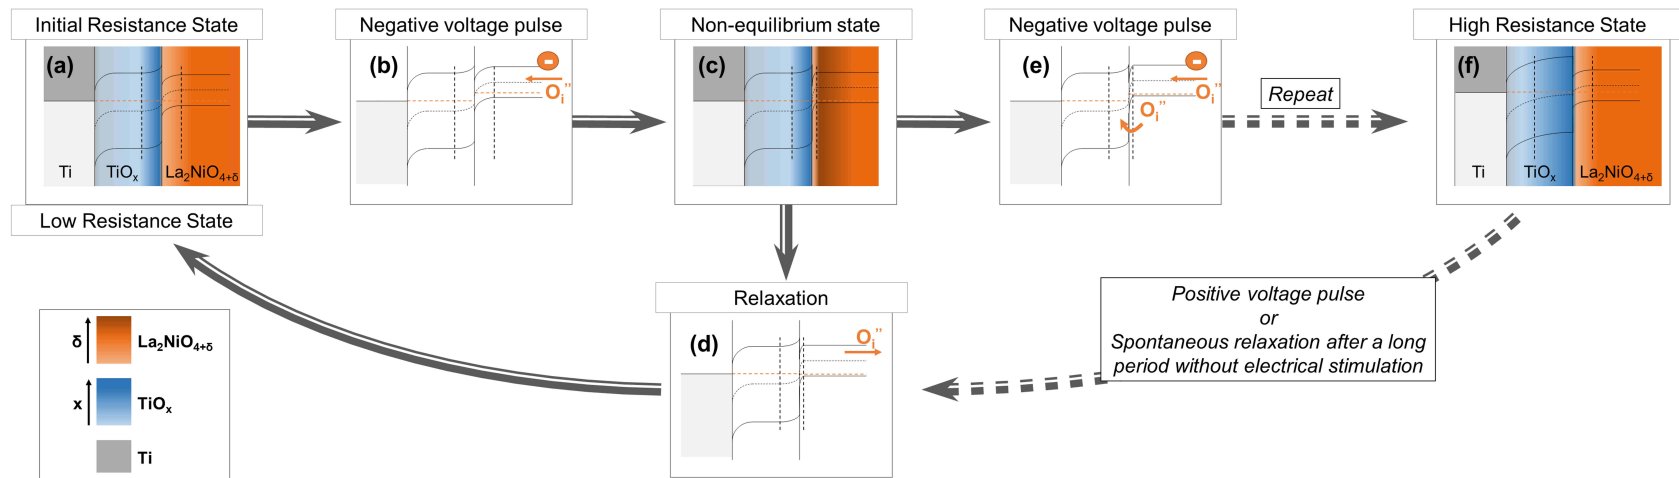 Initial Resistance State
Negative voltage pulse
Non-equilibrium state
Negative voltage pulse
High Resistance State
(a)
Ti
TiOₓ
La₂NiO₄₊δ
(b)
Oᵢ''
(c)
(e)
Oᵢ''
Oᵢ''
Repeat
(f)
Ti
TiOₓ
La₂NiO₄₊δ
Low Resistance State
Relaxation
(d)
Oᵢ''
Positive voltage pulse
or
Spontaneous relaxation after a long
period without electrical stimulation
δ
La₂NiO₄₊δ
x
TiOₓ
Ti